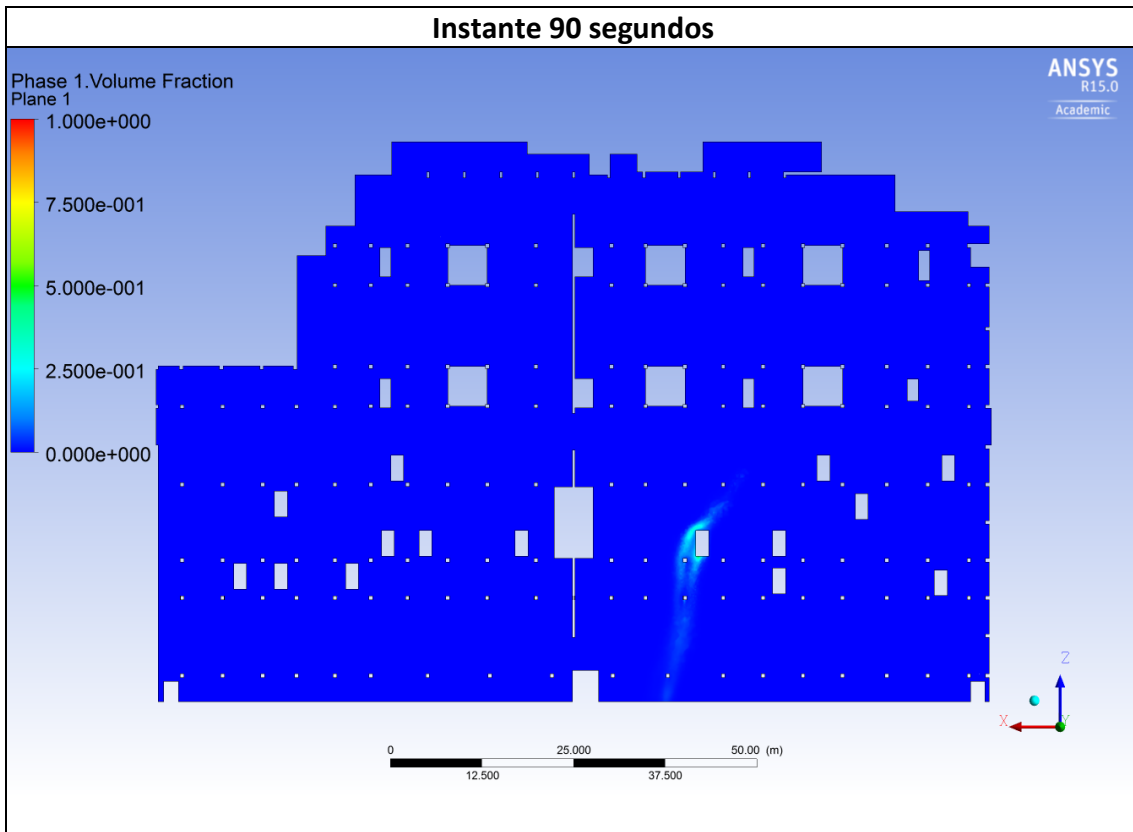 Instante 90 segundos
Phase 1.Volume Fraction
Plane 1
1.000e+000
7.500e-001
5.000e-001
2.500e-001
0.000e+000
ANSYS
R15.0
Academic
Z
X
Y
0 25.000 50.00 (m)
12.500 37.500